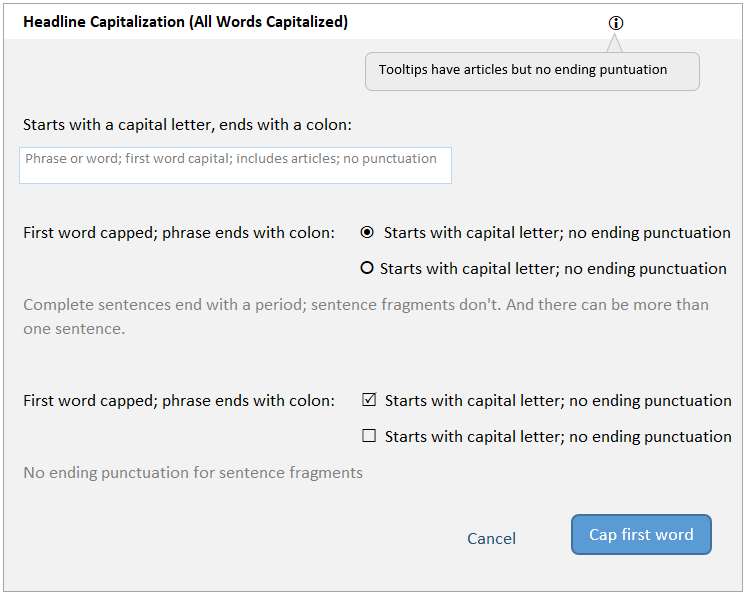 Headline Capitalization (All Words Capitalized)
Tooltips have articles but no ending puntuation
Starts with a capital letter, ends with a colon:
Phrase or word; first word capital; includes articles; no punctuation
First word capped; phrase ends with colon:
Starts with capital letter; no ending punctuation
Starts with capital letter; no ending punctuation
Complete sentences end with a period; sentence fragments don't. And there can be more than
one sentence.
First word capped; phrase ends with colon:
Starts with capital letter; no ending punctuation
Starts with capital letter; no ending punctuation
No ending punctuation for sentence fragments
Cancel
Cap first word